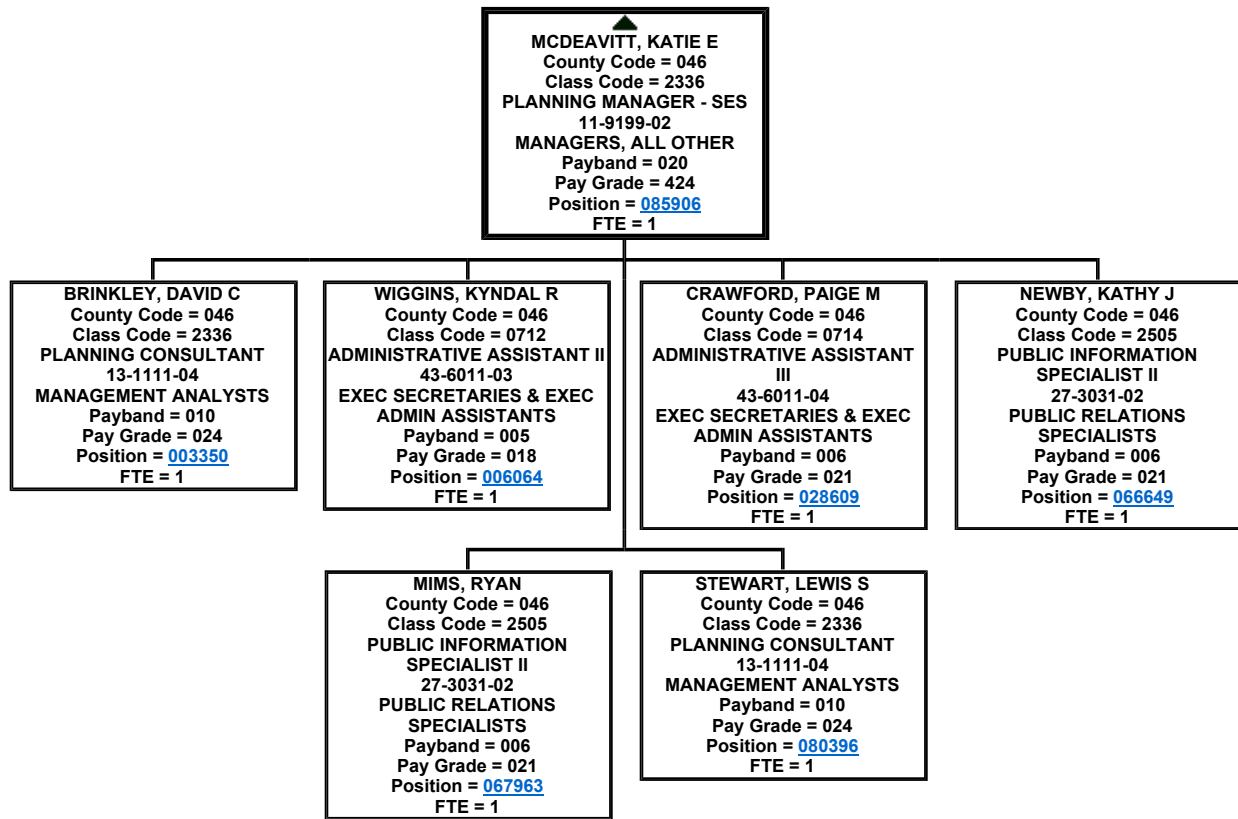 MCDEAVITT, KATIE E
County Code = 046
Class Code = 2336
PLANNING MANAGER - SES
11-9199-02
MANAGERS, ALL OTHER
Payband = 020
Pay Grade = 424
Position = 085906
FTE = 1
BRINKLEY, DAVID C
County Code = 046
Class Code = 2336
PLANNING CONSULTANT
13-1111-04
MANAGEMENT ANALYSTS
Payband = 010
Pay Grade = 024
Position = 003350
FTE = 1
WIGGINS, KYNDAL R
County Code = 046
Class Code = 0712
ADMINISTRATIVE ASSISTANT II
43-6011-03
EXEC SECRETARIES & EXEC
ADMIN ASSISTANTS
Payband = 005
Pay Grade = 018
Position = 006064
FTE = 1
CRAWFORD, PAIGE M
County Code = 046
Class Code = 0714
ADMINISTRATIVE ASSISTANT
III
43-6011-04
EXEC SECRETARIES & EXEC
ADMIN ASSISTANTS
Payband = 006
Pay Grade = 021
Position = 028609
FTE = 1
NEWBY, KATHY J
County Code = 046
Class Code = 2505
PUBLIC INFORMATION
SPECIALIST II
27-3031-02
PUBLIC RELATIONS
SPECIALISTS
Payband = 006
Pay Grade = 021
Position = 066649
FTE = 1
MIMS, RYAN
County Code = 046
Class Code = 2505
PUBLIC INFORMATION
SPECIALIST II
27-3031-02
PUBLIC RELATIONS
SPECIALISTS
Payband = 006
Pay Grade = 021
Position = 067963
FTE = 1
STEWART, LEWIS S
County Code = 046
Class Code = 2336
PLANNING CONSULTANT
13-1111-04
MANAGEMENT ANALYSTS
Payband = 010
Pay Grade = 024
Position = 080396
FTE = 1